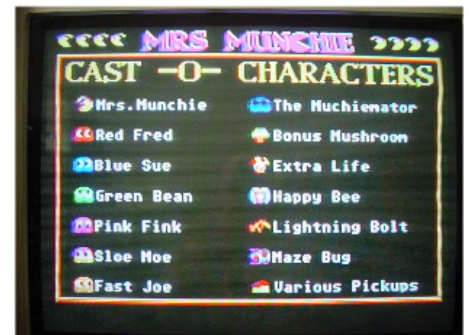 MRS MUNCHIE
CAST -O- CHARACTERS
Mrs.Munchie
Red Fred
Blue Sue
Green Bean
Pink Fink
Sloe Moe
Fast Joe
The Muchiemator
Bonus Mushroom
Extra Life
Happy Bee
Lightning Bolt
Maze Bug
Various Pickups